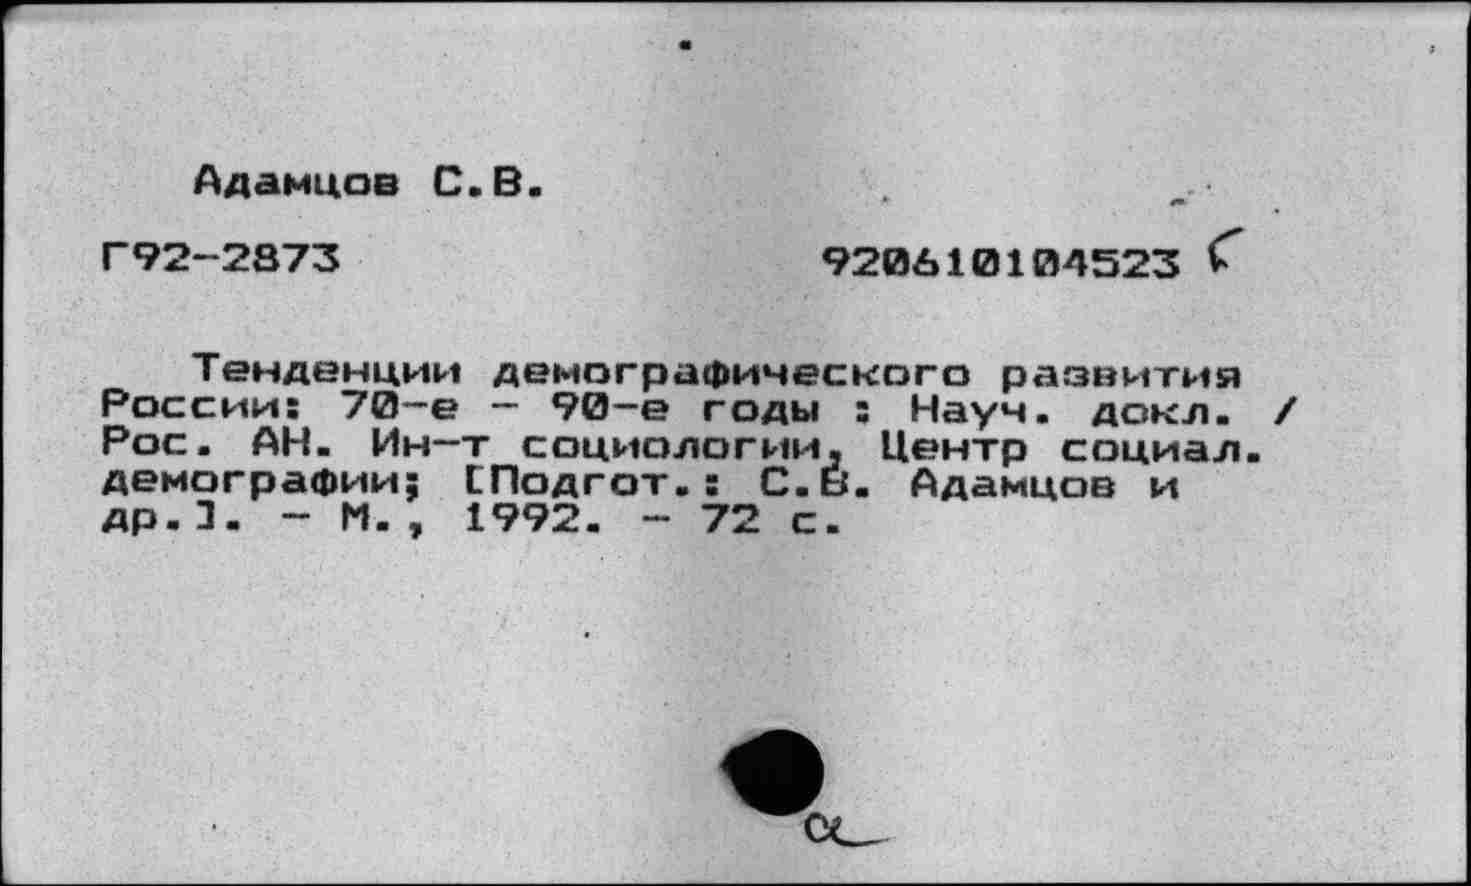 Адамцов С.В.
Г92-2873
920610104523
Тенденции демографического развития
России: 70-е - 90-е годы : Науч. докл. /
Рос. АН. Ин-т социологии, Центр социал.
демографии; [Подгот.: С.В. Адамцов и
др.]. - М., 1992. - 72 с.